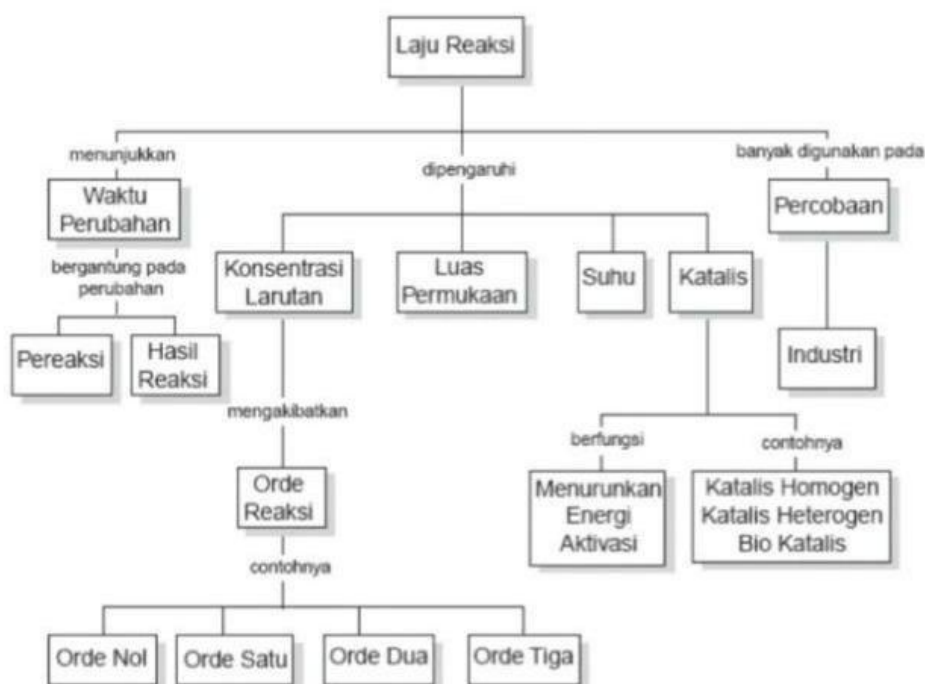 Laju Reaksi
menunjukkan
dipengaruhi
banyak digunakan pada
Waktu
Perubahan
Percobaan
bergantung pada
perubahan
Konsentrasi
Larutan
Luas
Permukaan
Suhu
Katalis
Pereaksi
Hasil
Reaksi
Industri
mengakibatkan
berfungsi
contohnya
Orde
Reaksi
Menurunkan
Energi
Aktivasi
Katalis Homogen
Katalis Heterogen
Bio Katalis
contohnya
Orde Nol
Orde Satu
Orde Dua
Orde Tiga